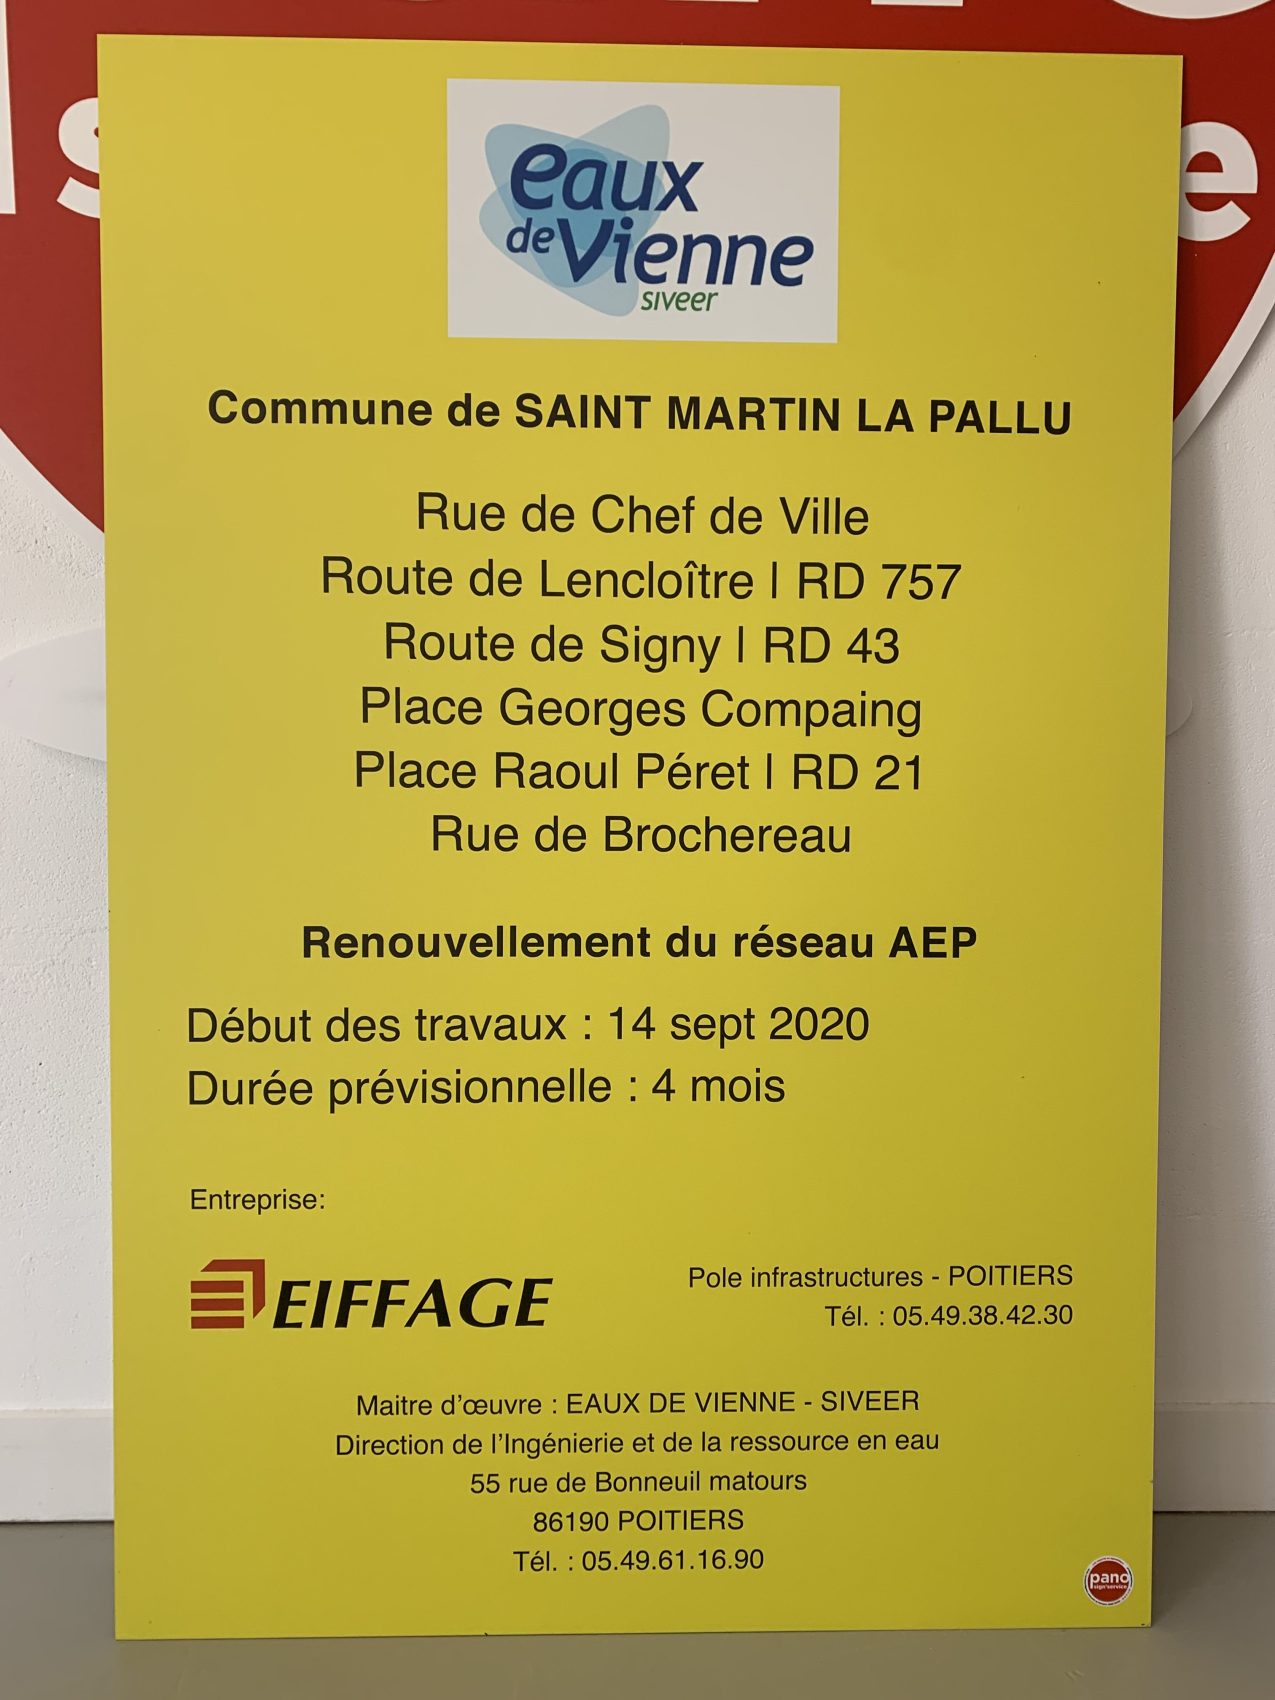 eaux
de Vienne
siveer
Commune de SAINT MARTIN LA PALLU
Rue de Chef de Ville
Route de Lencloître | RD 757
Route de Signy | RD 43
Place Georges Compaing
Place Raoul Péret | RD 21
Rue de Brochereau
Renouvellement du réseau AEP
Début des travaux : 14 sept 2020
Durée prévisionnelle : 4 mois
Entreprise:
EIFFAGE
Pole infrastructures - POITIERS
Tél. : 05.49.38.42.30
Maitre d'œuvre : EAUX DE VIENNE - SIVEER
Direction de l'Ingénierie et de la ressource en eau
55 rue de Bonneuil matours
86190 POITIERS
Tél. : 05.49.61.16.90
pano
sign'service